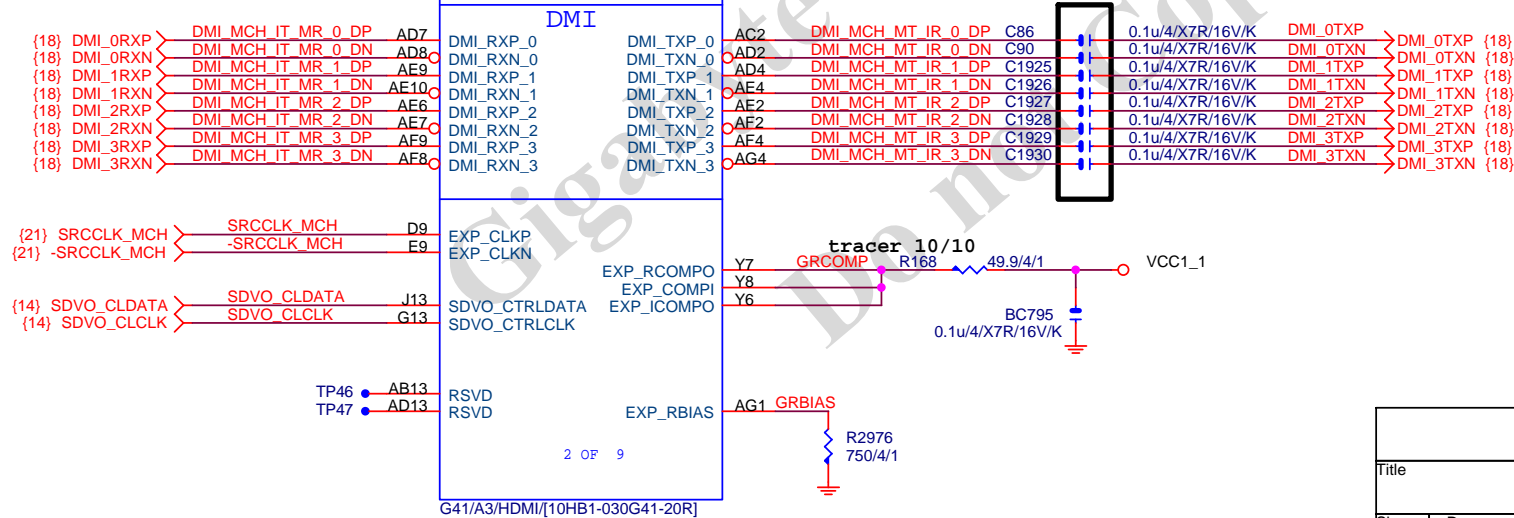 DMI
{18} DMI_0RXP DMI_MCH_IT_MR_0_DP AD7 DMI_RXP_0 DMI_TXP_0 AC2 DMI_MCH_MT_IR_0_DP C86 0.1u/4/X7R/16V/K DMI_0TXP DMI_0TXP {18}
{18} DMI_0RXN DMI_MCH_IT_MR_0_DN AD8 DMI_RXN_0 DMI_TXN_0 AD2 DMI_MCH_MT_IR_0_DN C90 0.1u/4/X7R/16V/K DMI_0TXN DMI_0TXN {18}
{18} DMI_1RXP DMI_MCH_IT_MR_1_DP AE9 DMI_RXP_1 DMI_TXP_1 AD4 DMI_MCH_MT_IR_1_DP C1925 0.1u/4/X7R/16V/K DMI_1TXP DMI_1TXP {18}
{18} DMI_1RXN DMI_MCH_IT_MR_1_DN AE10 DMI_RXN_1 DMI_TXN_1 AE4 DMI_MCH_MT_IR_1_DN C1926 0.1u/4/X7R/16V/K DMI_1TXN DMI_1TXN {18}
{18} DMI_2RXP DMI_MCH_IT_MR_2_DP AE6 DMI_RXP_2 DMI_TXP_2 AE2 DMI_MCH_MT_IR_2_DP C1927 0.1u/4/X7R/16V/K DMI_2TXP DMI_2TXP {18}
{18} DMI_2RXN DMI_MCH_IT_MR_2_DN AE7 DMI_RXN_2 DMI_TXN_2 AF2 DMI_MCH_MT_IR_2_DN C1928 0.1u/4/X7R/16V/K DMI_2TXN DMI_2TXN {18}
{18} DMI_3RXP DMI_MCH_IT_MR_3_DP AF9 DMI_RXP_3 DMI_TXP_3 AF4 DMI_MCH_MT_IR_3_DP C1929 0.1u/4/X7R/16V/K DMI_3TXP DMI_3TXP {18}
{18} DMI_3RXN DMI_MCH_IT_MR_3_DN AF8 DMI_RXN_3 DMI_TXN_3 AG4 DMI_MCH_MT_IR_3_DN C1930 0.1u/4/X7R/16V/K DMI_3TXN DMI_3TXN {18}
{21} SRCCLK_MCH SRCCLK_MCH D9 EXP_CLKP
{21} -SRCCLK_MCH -SRCCLK_MCH E9 EXP_CLKN
tracer 10/10
EXP_RCOMPO Y7 GRCOMP R168 49.9/4/1 VCC1_1
EXP_COMPI Y8
{14} SDVO_CLDATA SDVO_CLDATA J13 SDVO_CTRLDATA EXP_ICOMPO Y6
{14} SDVO_CLCLK SDVO_CLCLK G13 SDVO_CTRLCLK
BC795
0.1u/4/X7R/16V/K
TP46 AB13 RSVD
TP47 AD13 RSVD EXP_RBIAS AG1 GRBIAS
R2976
750/4/1
2 OF 9
G41/A3/HDMI/[10HB1-030G41-20R]
Title
Gigabyte
Do not